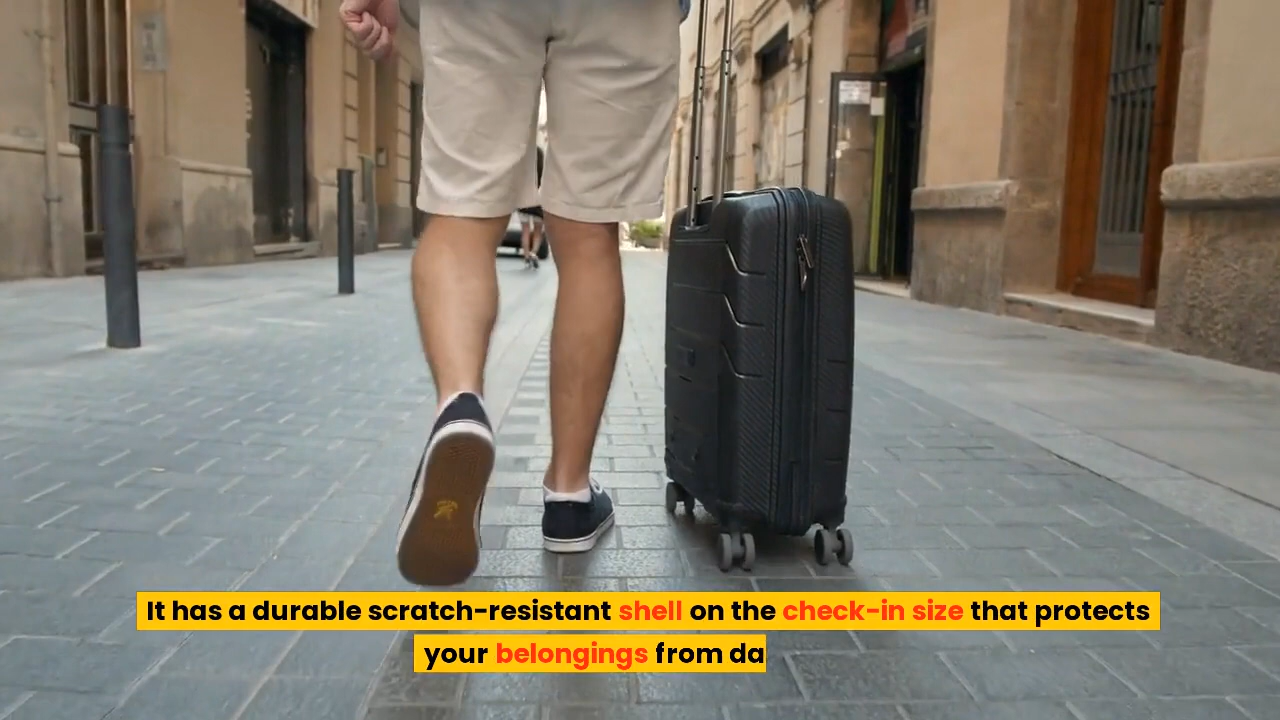 It has a durable scratch-resistant shell on the check-in size that protects
your belongings from da